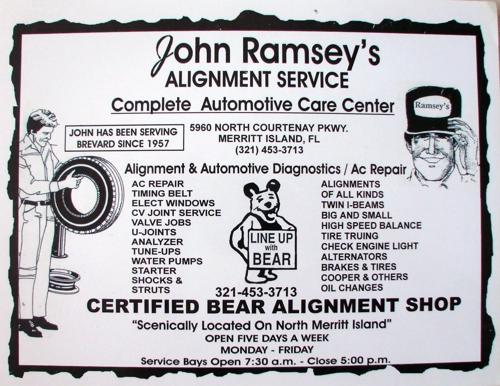 John Ramsey's
ALIGNMENT SERVICE
Complete Automotive Care Center
Ramsey's
JOHN HAS BEEN SERVING
BREVARD SINCE 1957
5960 NORTH COURTENAY PKWY.
MERRITT ISLAND, FL
(321) 453-3713
Alignment & Automotive Diagnostics / Ac Repair
AC REPAIR
TIMING BELT
ELECT WINDOWS
CV JOINT SERVICE
VALVE JOBS
U-JOINTS
ANALYZER
TUNE-UPS
WATER PUMPS
STARTER
SHOCKS &
STRUTS
LINE UP
with
BEAR
ALIGNMENTS
OF ALL KINDS
TWIN I-BEAMS
BIG AND SMALL
HIGH SPEED BALANCE
TIRE TRUING
CHECK ENGINE LIGHT
ALTERNATORS
BRAKES & TIRES
COOPER & OTHERS
OIL CHANGES
321-453-3713
CERTIFIED BEAR ALIGNMENT SHOP
"Scenically Located On North Merritt Island"
OPEN FIVE DAYS A WEEK
MONDAY - FRIDAY
Service Bays Open 7:30 a.m. - Close 5:00 p.m.